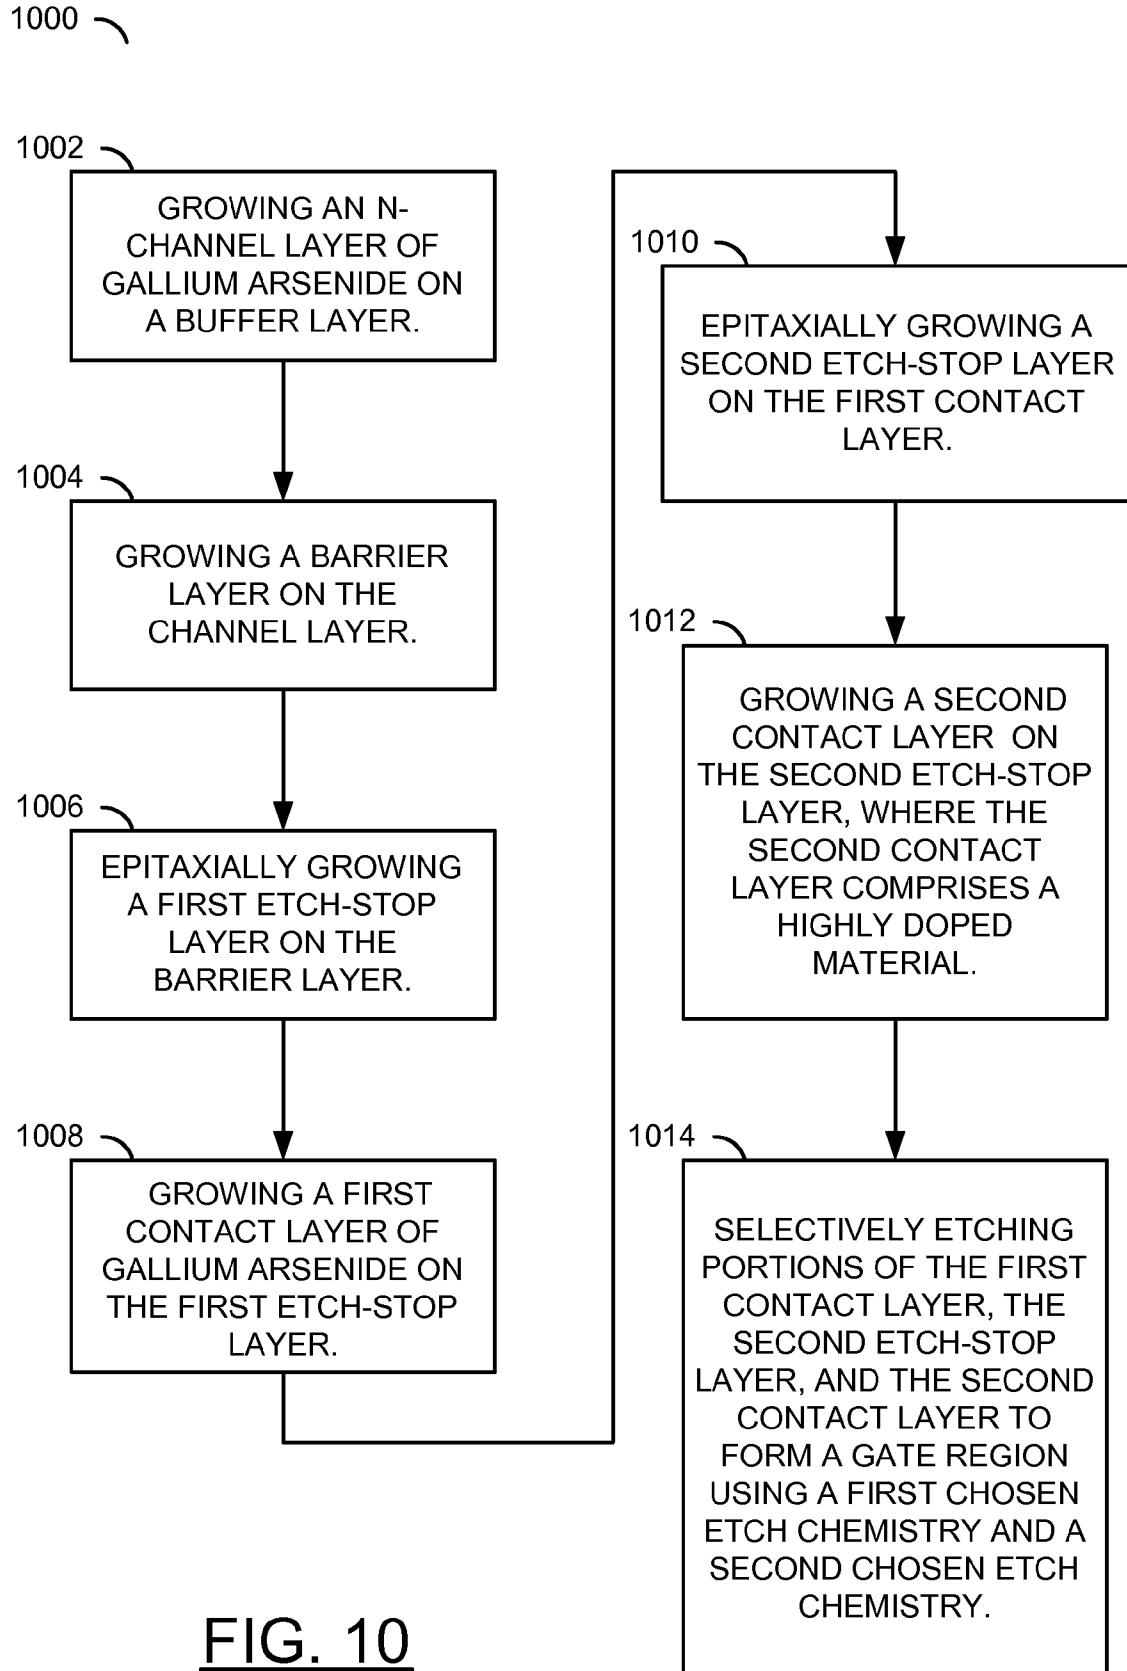 1000
1002
GROWING AN N-
CHANNEL LAYER OF
GALLIUM ARSENIDE ON
A BUFFER LAYER.
1004
GROWING A BARRIER
LAYER ON THE
CHANNEL LAYER.
1006
EPITAXIALLY GROWING
A FIRST ETCH-STOP
LAYER ON THE
BARRIER LAYER.
1008
GROWING A FIRST
CONTACT LAYER OF
GALLIUM ARSENIDE ON
THE FIRST ETCH-STOP
LAYER.
1010
EPITAXIALLY GROWING A
SECOND ETCH-STOP LAYER
ON THE FIRST CONTACT
LAYER.
1012
GROWING A SECOND
CONTACT LAYER ON
THE SECOND ETCH-STOP
LAYER, WHERE THE
SECOND CONTACT
LAYER COMPRISES A
HIGHLY DOPED
MATERIAL.
1014
SELECTIVELY ETCHING
PORTIONS OF THE FIRST
CONTACT LAYER, THE
SECOND ETCH-STOP
LAYER, AND THE SECOND
CONTACT LAYER TO
FORM A GATE REGION
USING A FIRST CHOSEN
ETCH CHEMISTRY AND A
SECOND CHOSEN ETCH
CHEMISTRY.
FIG. 10